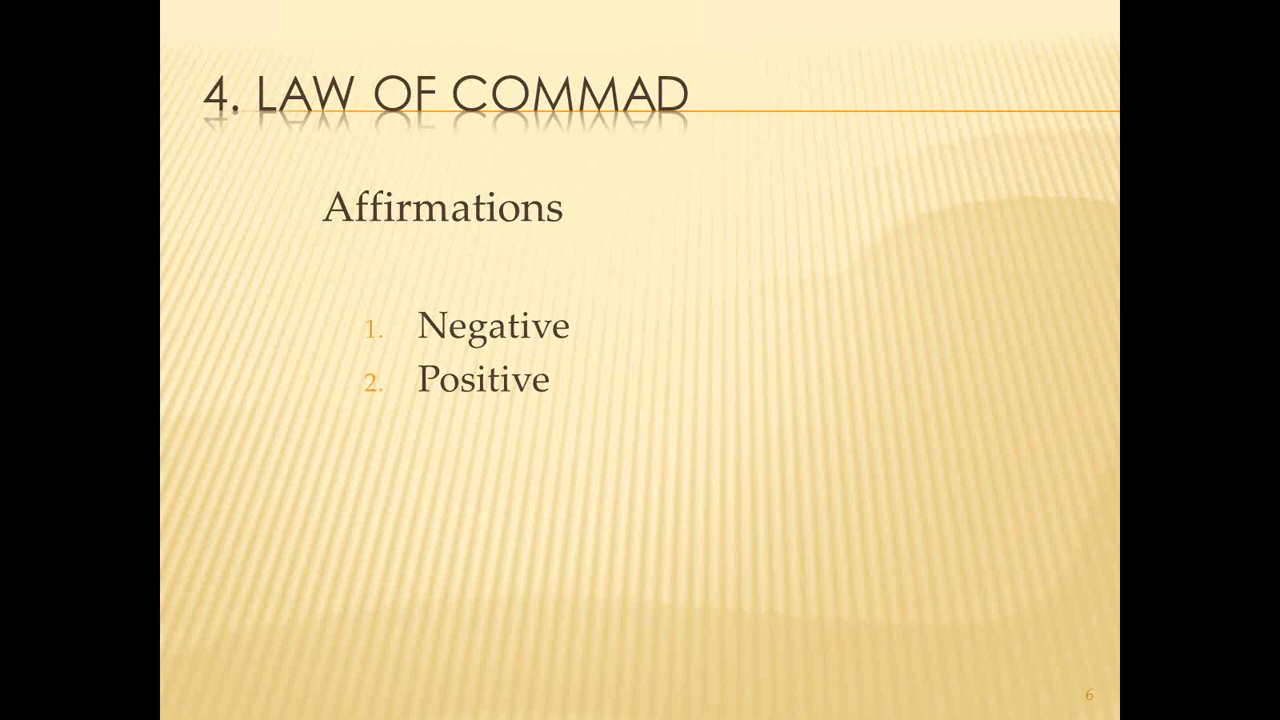 4. LAW OF COMMAD
Affirmations
1. Negative
2. Positive
6